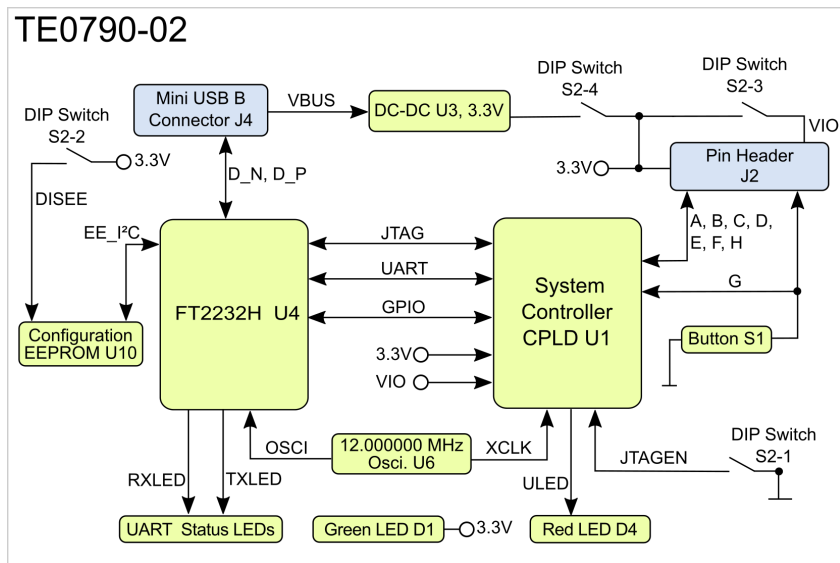 TE0790-02
DIP Switch
S2-4
DIP Switch
S2-3
Mini USB B
Connector J4
VBUS
DC-DC U3, 3.3V
VIO
DIP Switch
S2-2
3.3V
DISEE
D_N, D_P
3.3V
Pin Header
J2
EE_I²C
JTAG
UART
GPIO
FT2232H U4
System
Controller
CPLD U1
A, B, C, D,
E, F, H
G
Configuration
EEPROM U10
3.3V
VIO
Button S1
OSCI
12.000000 MHz
Osci. U6
XCLK
JTAGEN
DIP Switch
S2-1
RXLED
TXLED
ULED
UART Status LEDs
Green LED D1
3.3V
Red LED D4